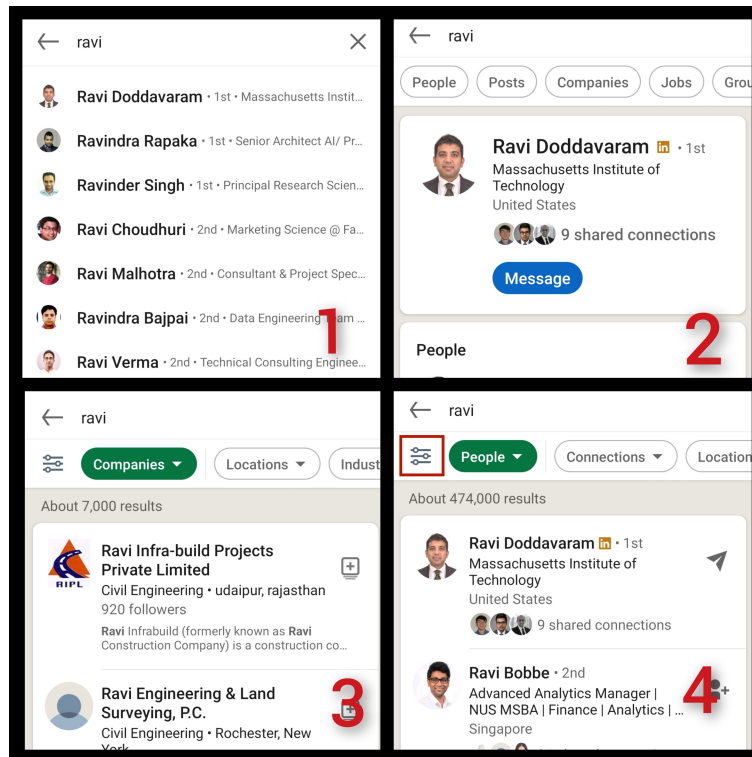 ravi
Ravi Doddavaram • 1st • Massachusetts Instit...
Ravindra Rapaka • 1st • Senior Architect AI/ Pr...
Ravinder Singh • 1st • Principal Research Scien...
Ravi Choudhuri • 2nd • Marketing Science @ Fa...
Ravi Malhotra • 2nd • Consultant & Project Spec...
Ravindra Bajpai • 2nd • Data Engineering Team ...
Ravi Verma • 2nd • Technical Consulting Enginee...
1
ravi
People Posts Companies Jobs Grou
Ravi Doddavaram in • 1st
Massachusetts Institute of
Technology
United States
9 shared connections
Message
People
2
ravi
Companies Locations Indust
About 7,000 results
RIPL
Ravi Infra-build Projects
Private Limited
Civil Engineering • udaipur, rajasthan
920 followers
Ravi Infrabuild (formerly known as Ravi
Construction Company) is a construction co...
Ravi Engineering & Land
Surveying, P.C.
Civil Engineering • Rochester, New
York
3
ravi
People Connections Location
About 474,000 results
Ravi Doddavaram in • 1st
Massachusetts Institute of
Technology
United States
9 shared connections
Ravi Bobbe • 2nd
Advanced Analytics Manager |
NUS MSBA | Finance | Analytics | ...
Singapore
4